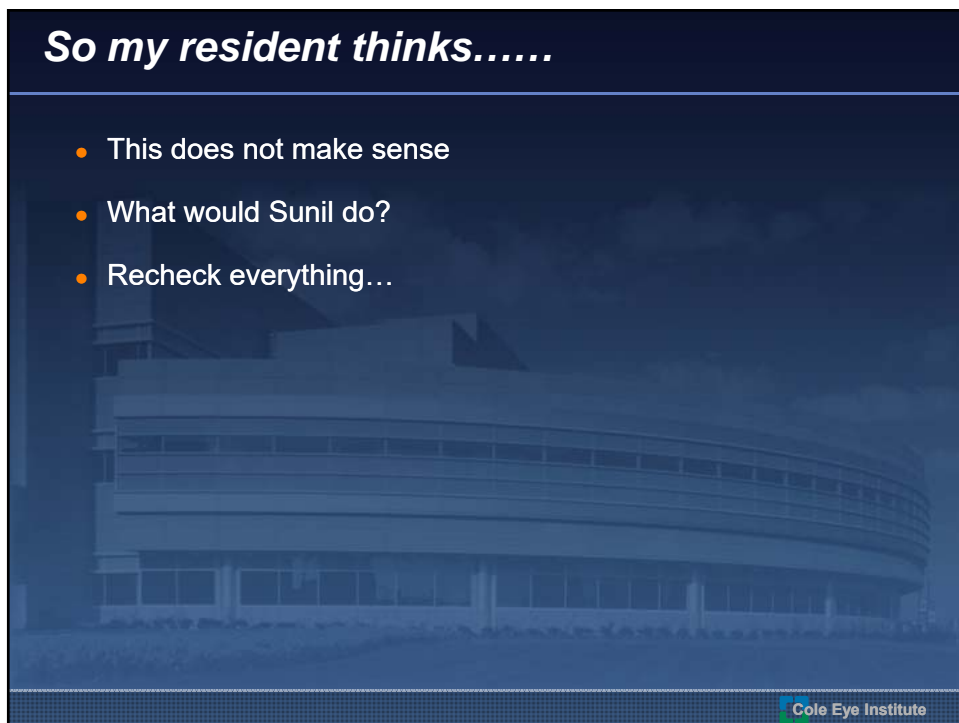 So my resident thinks……
This does not make sense
What would Sunil do?
Recheck everything…
Cole Eye Institute